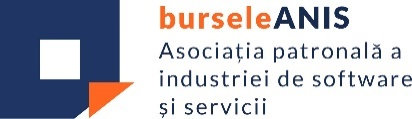 burseleANIS
Asociația patronală a
industriei de software
și servicii